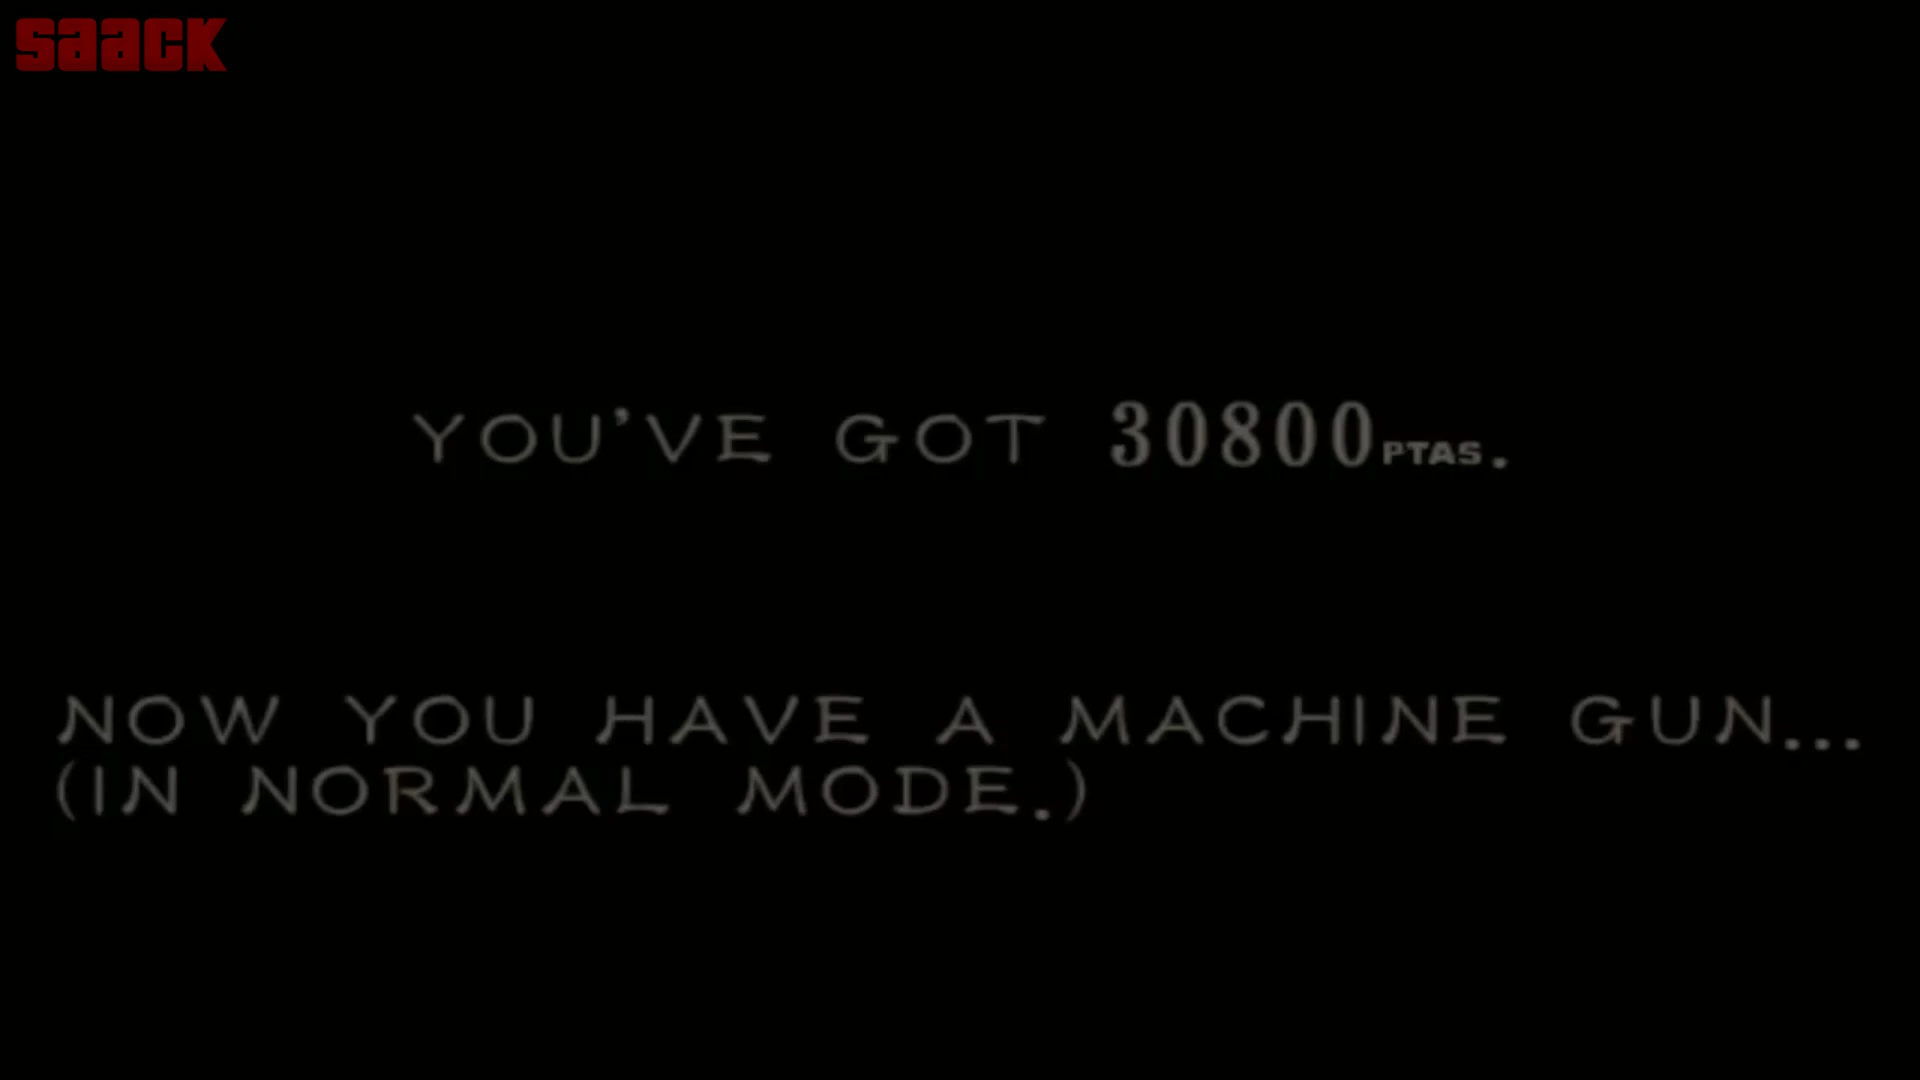 SAACK
YOU'VE GOT 30800PTAS.
NOW YOU HAVE A MACHINE GUN...
(IN NORMAL MODE.)